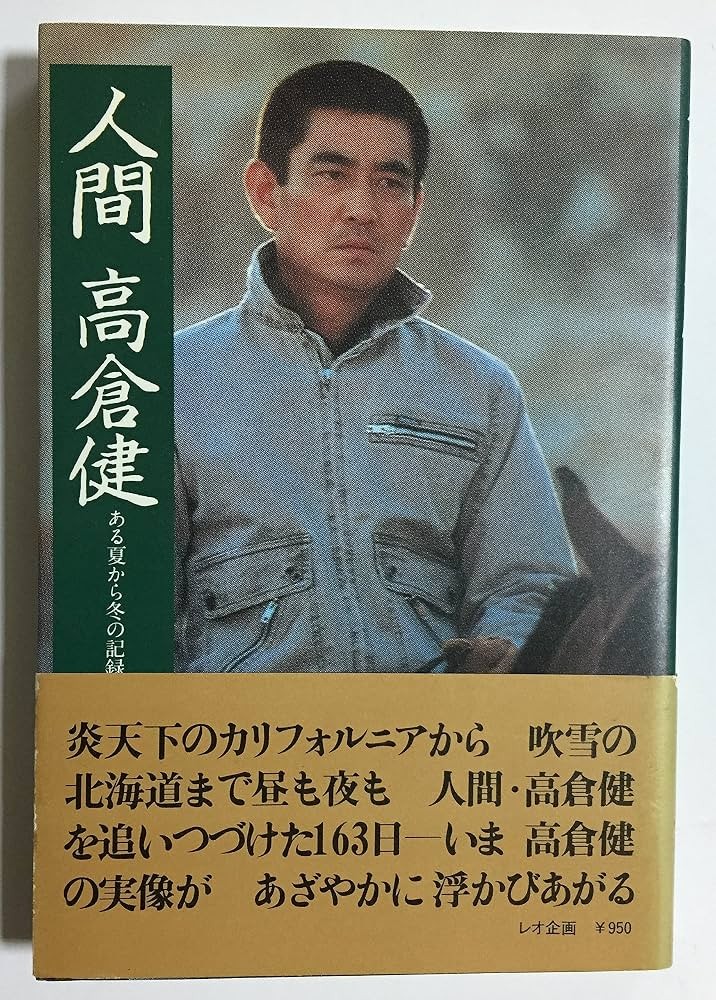 人間 高倉健
ある夏から冬の記録
炎天下のカリフォルニアから　吹雪の
北海道まで昼も夜も　人間・高倉健
を追いつづけた163日―いま 高倉健
の実像が　あざやかに 浮かびあがる
レオ企画　¥950